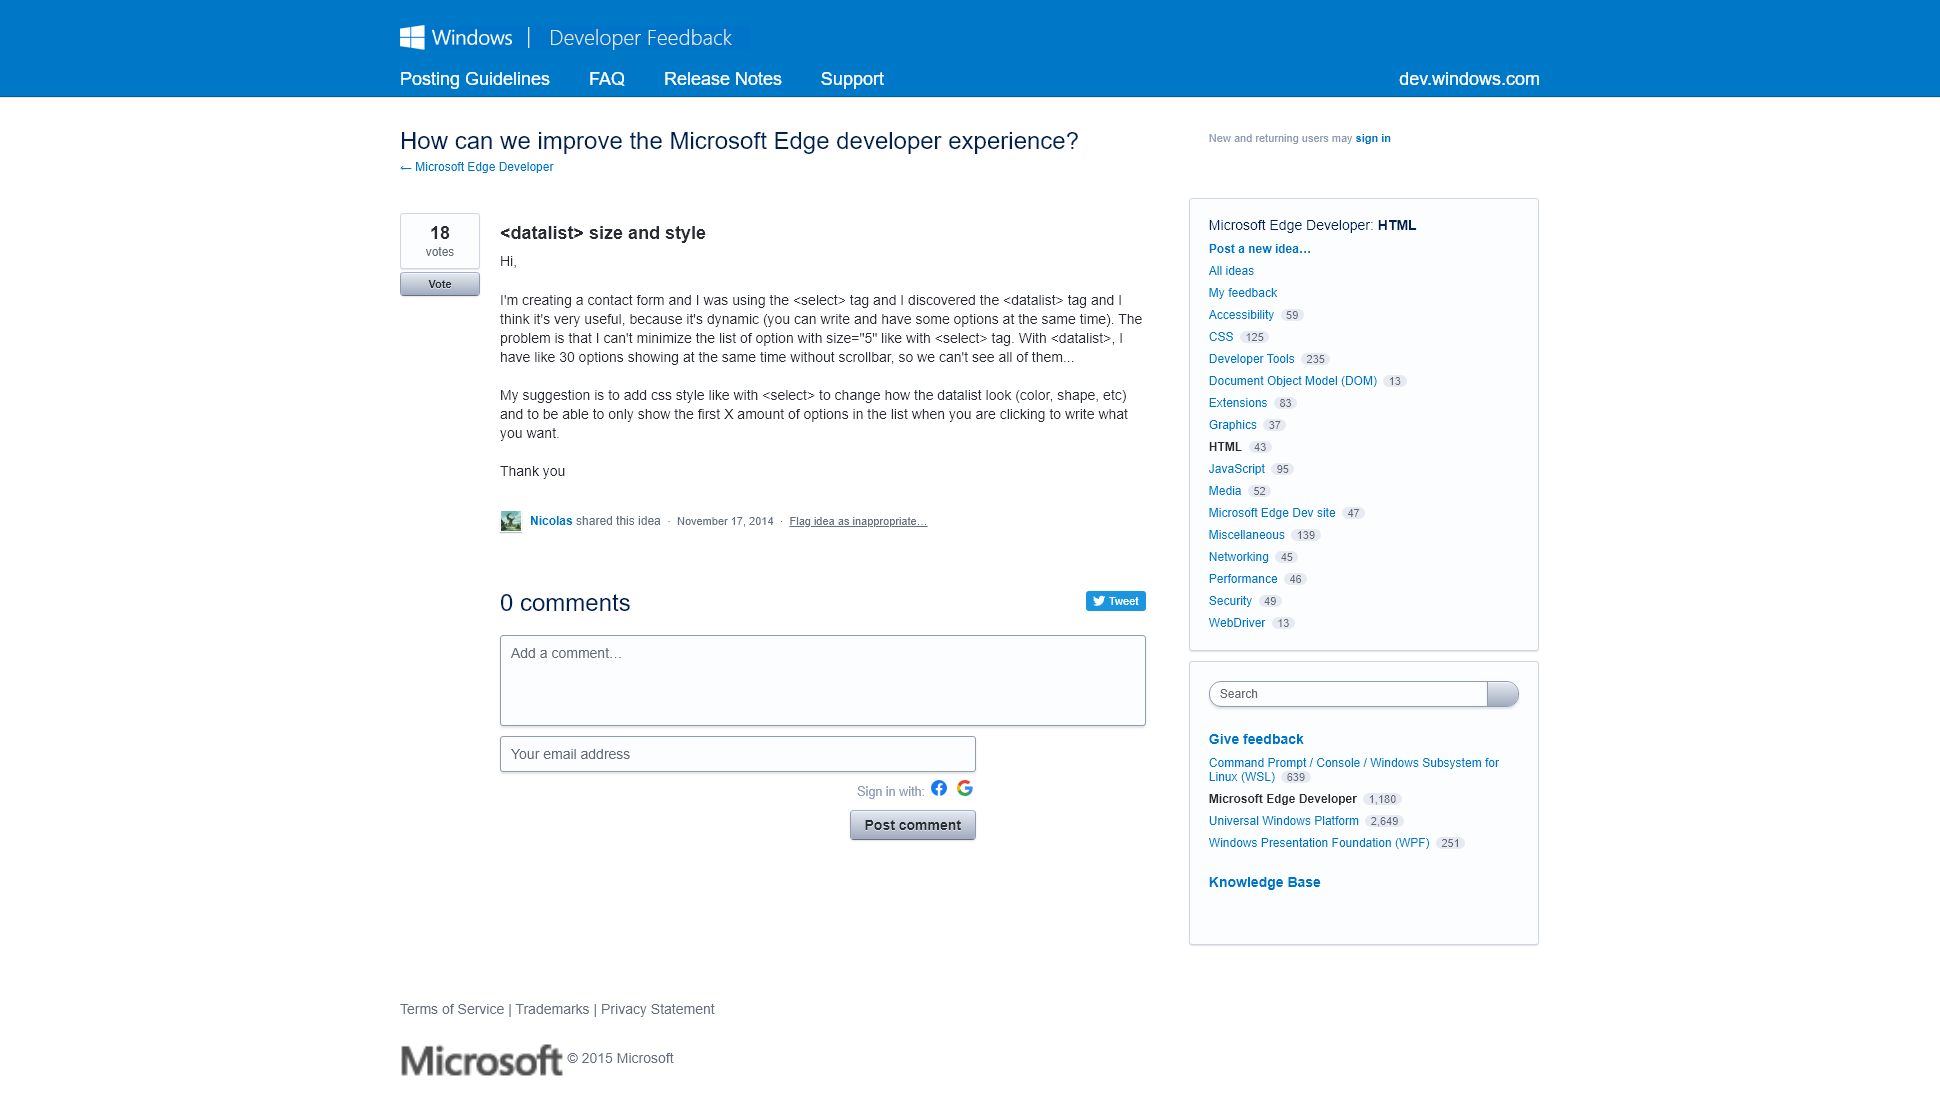 Windows | Developer Feedback
Posting Guidelines FAQ Release Notes Support dev.windows.com
How can we improve the Microsoft Edge developer experience?
← Microsoft Edge Developer
New and returning users may sign in
18
votes
Vote
<datalist> size and style
Hi,
I'm creating a contact form and I was using the <select> tag and I discovered the <datalist> tag and I
think it's very useful, because it's dynamic (you can write and have some options at the same time). The
problem is that I can't minimize the list of option with size="5" like with <select> tag. With <datalist>, I
have like 30 options showing at the same time without scrollbar, so we can't see all of them...
My suggestion is to add css style like with <select> to change how the datalist look (color, shape, etc)
and to be able to only show the first X amount of options in the list when you are clicking to write what
you want.
Thank you
Nicolas shared this idea · November 17, 2014 · Flag idea as inappropriate…
0 comments
Tweet
Add a comment…
Your email address
Sign in with:
Post comment
Microsoft Edge Developer: HTML
Post a new idea…
All ideas
My feedback
Accessibility 59
CSS 125
Developer Tools 235
Document Object Model (DOM) 13
Extensions 83
Graphics 37
HTML 43
JavaScript 95
Media 52
Microsoft Edge Dev site 47
Miscellaneous 139
Networking 45
Performance 46
Security 49
WebDriver 13
Search
Give feedback
Command Prompt / Console / Windows Subsystem for
Linux (WSL) 639
Microsoft Edge Developer 1,180
Universal Windows Platform 2,649
Windows Presentation Foundation (WPF) 251
Knowledge Base
Terms of Service | Trademarks | Privacy Statement
Microsoft © 2015 Microsoft